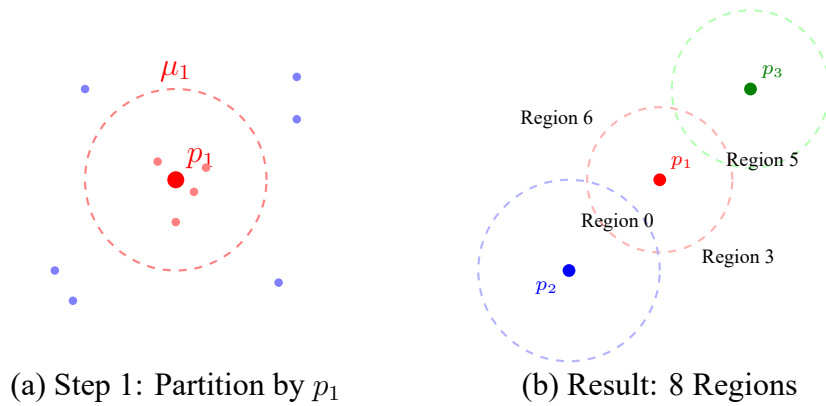 μ₁
p₁
(a) Step 1: Partition by p₁
p₃
Region 6
Region 5
p₁
Region 0
Region 3
p₂
(b) Result: 8 Regions